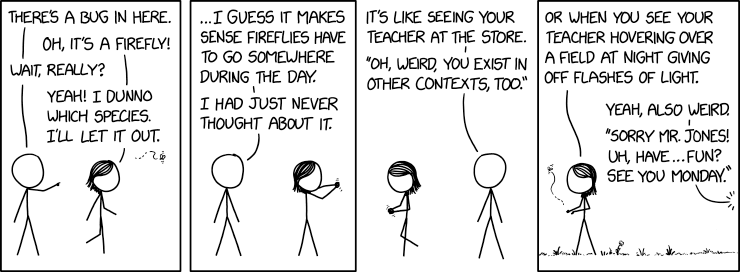 THERE'S A BUG IN HERE.
OH, IT'S A FIREFLY!
WAIT, REALLY?
YEAH! I DUNNO
WHICH SPECIES.
I'LL LET IT OUT.
...I GUESS IT MAKES
SENSE FIREFLIES HAVE
TO GO SOMEWHERE
DURING THE DAY.
I HAD JUST NEVER
THOUGHT ABOUT IT.
IT'S LIKE SEEING YOUR
TEACHER AT THE STORE.
"OH, WEIRD, YOU EXIST IN
OTHER CONTEXTS, TOO."
OR WHEN YOU SEE YOUR
TEACHER HOVERING OVER
A FIELD AT NIGHT GIVING
OFF FLASHES OF LIGHT.
YEAH, ALSO WEIRD.
"SORRY MR. JONES!
UH, HAVE...FUN?
SEE YOU MONDAY."